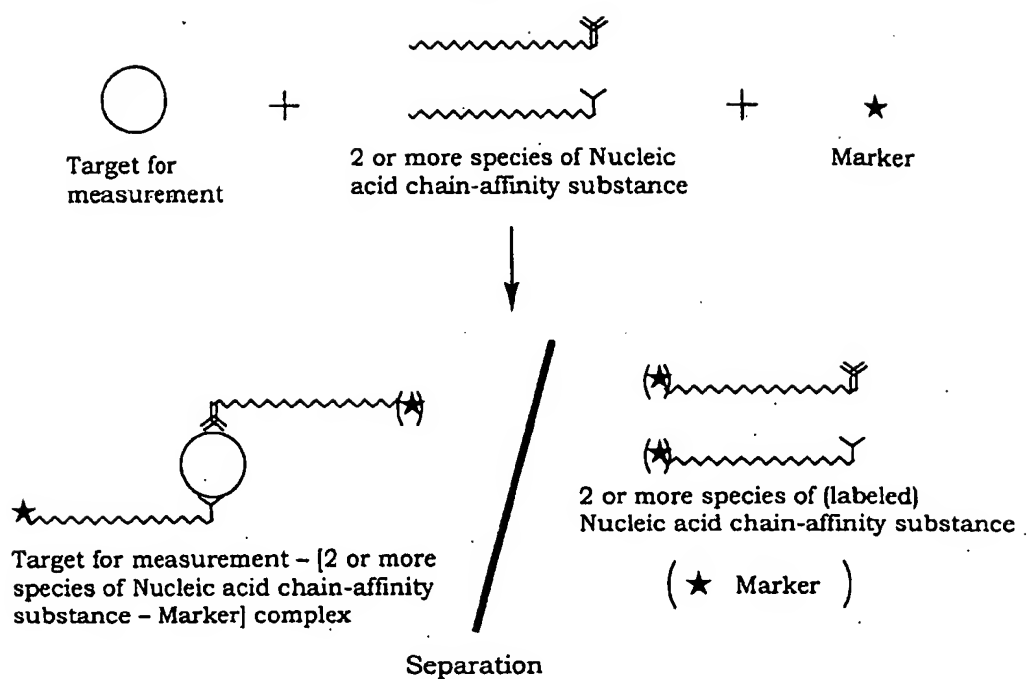 Target for
measurement
2 or more species of Nucleic
acid chain-affinity substance
Marker
Target for measurement – [2 or more
species of Nucleic acid chain-affinity
substance – Marker] complex
2 or more species of (labeled)
Nucleic acid chain-affinity substance
( ★ Marker )
Separation